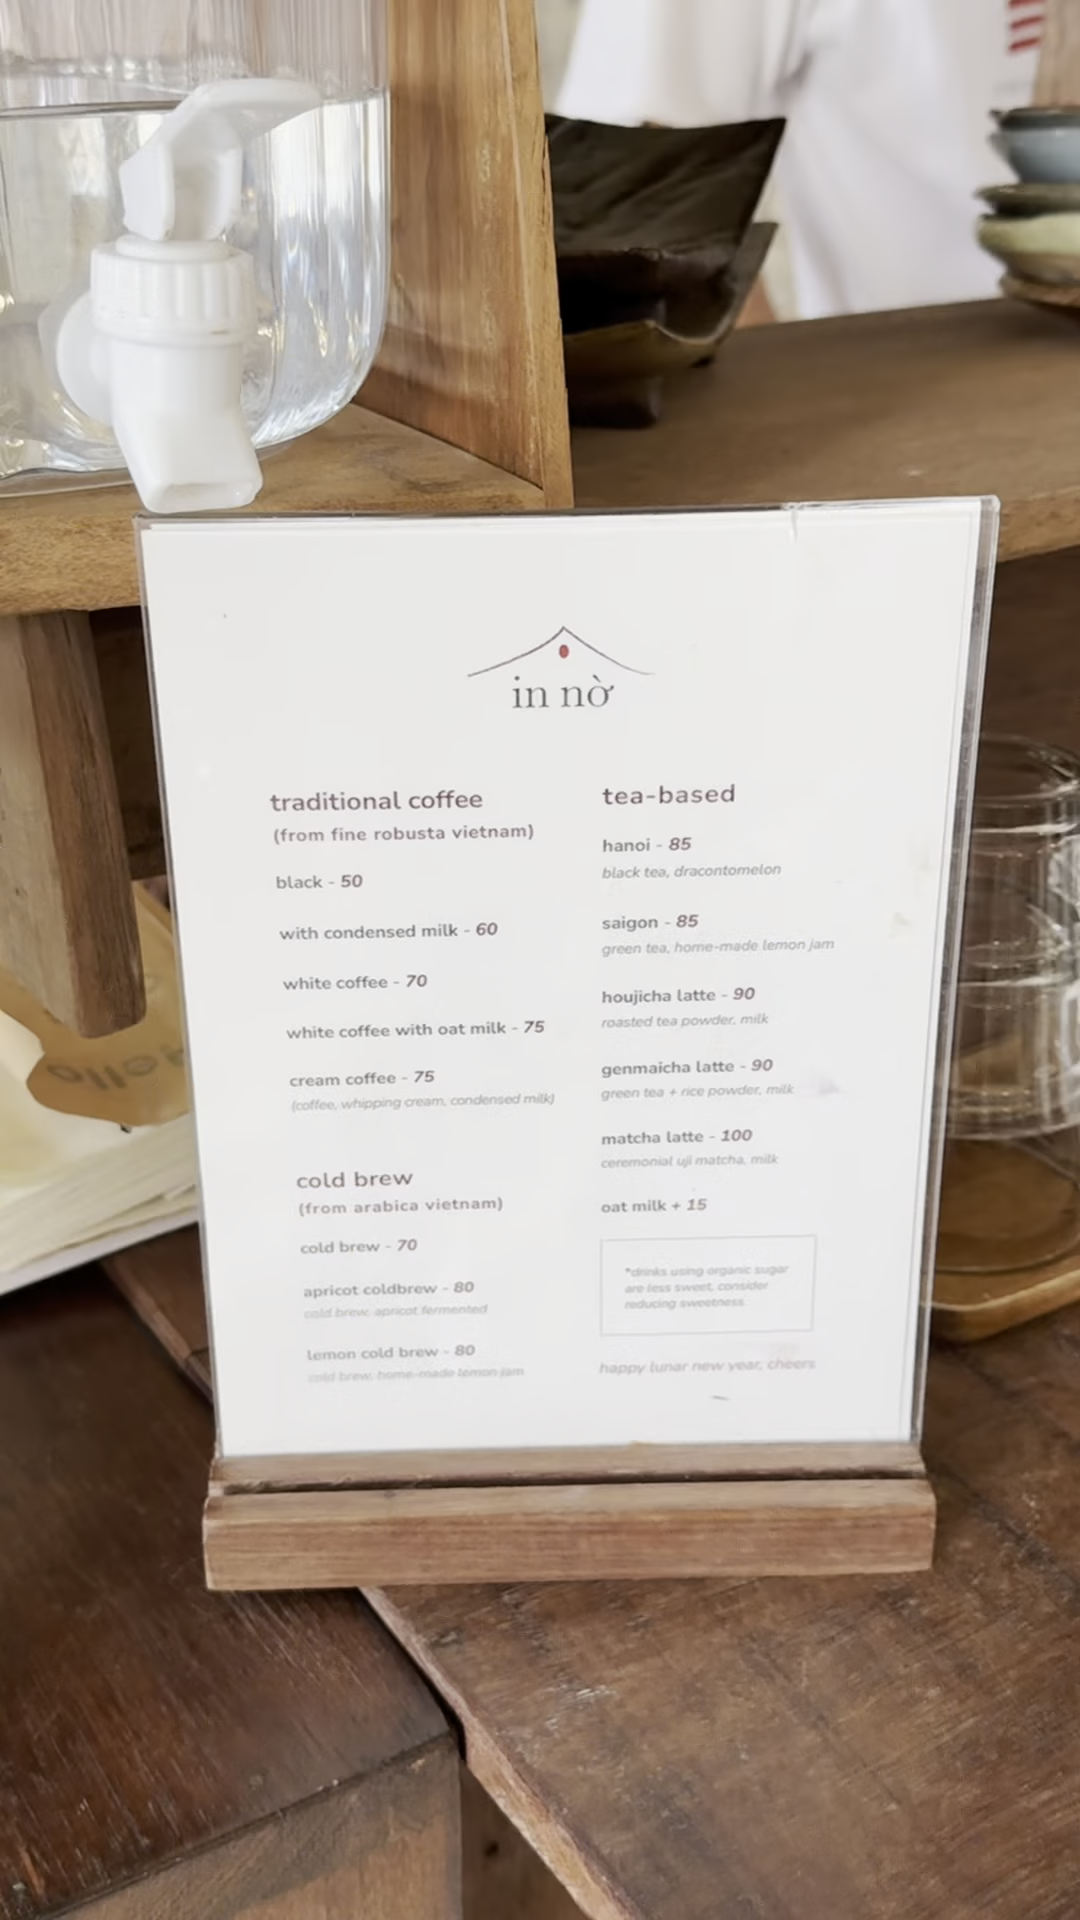 in nờ
traditional coffee
(from fine robusta vietnam)
black - 50
with condensed milk - 60
white coffee - 70
white coffee with oat milk - 75
cream coffee - 75
(coffee, whipping cream, condensed milk)
cold brew
(from arabica vietnam)
cold brew - 70
apricot coldbrew - 80
cold brew, apricot fermented
lemon cold brew - 80
cold brew, home-made lemon jam
tea-based
hanoi - 85
black tea, dracontomelon
saigon - 85
green tea, home-made lemon jam
houjicha latte - 90
roasted tea powder, milk
genmaicha latte - 90
green tea + rice powder, milk
matcha latte - 100
ceremonial uji matcha, milk
oat milk + 15
*drinks using organic sugar
are less sweet, consider
reducing sweetness
happy lunar new year, cheers